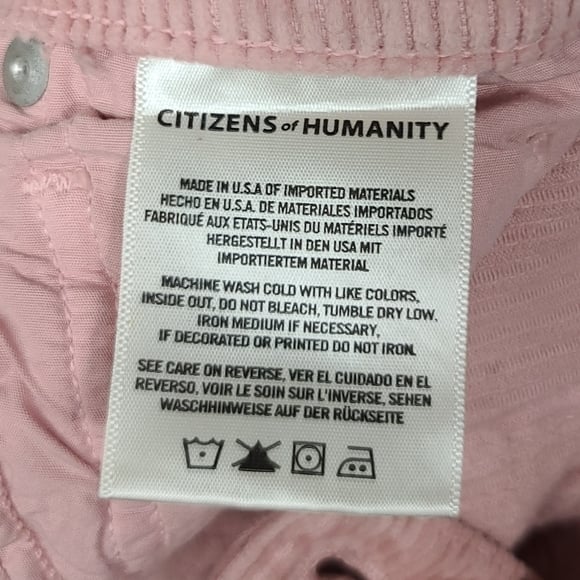 CITIZENS of HUMANITY
MADE IN U.S.A OF IMPORTED MATERIALS
HECHO EN U.S.A. DE MATERIALES IMPORTADOS
FABRIQUÉ AUX ETATS-UNIS DU MATÉRIELS IMPORTÉ
HERGESTELLT IN DEN USA MIT
IMPORTIERTEM MATERIAL
MACHINE WASH COLD WITH LIKE COLORS,
INSIDE OUT, DO NOT BLEACH, TUMBLE DRY LOW.
IRON MEDIUM IF NECESSARY,
IF DECORATED OR PRINTED DO NOT IRON.
SEE CARE ON REVERSE, VER EL CUIDADO EN EL
REVERSO, VOIR LE SOIN SUR L'INVERSE, SEHEN
WASCHHINWEISE AUF DER RÜCKSEITE